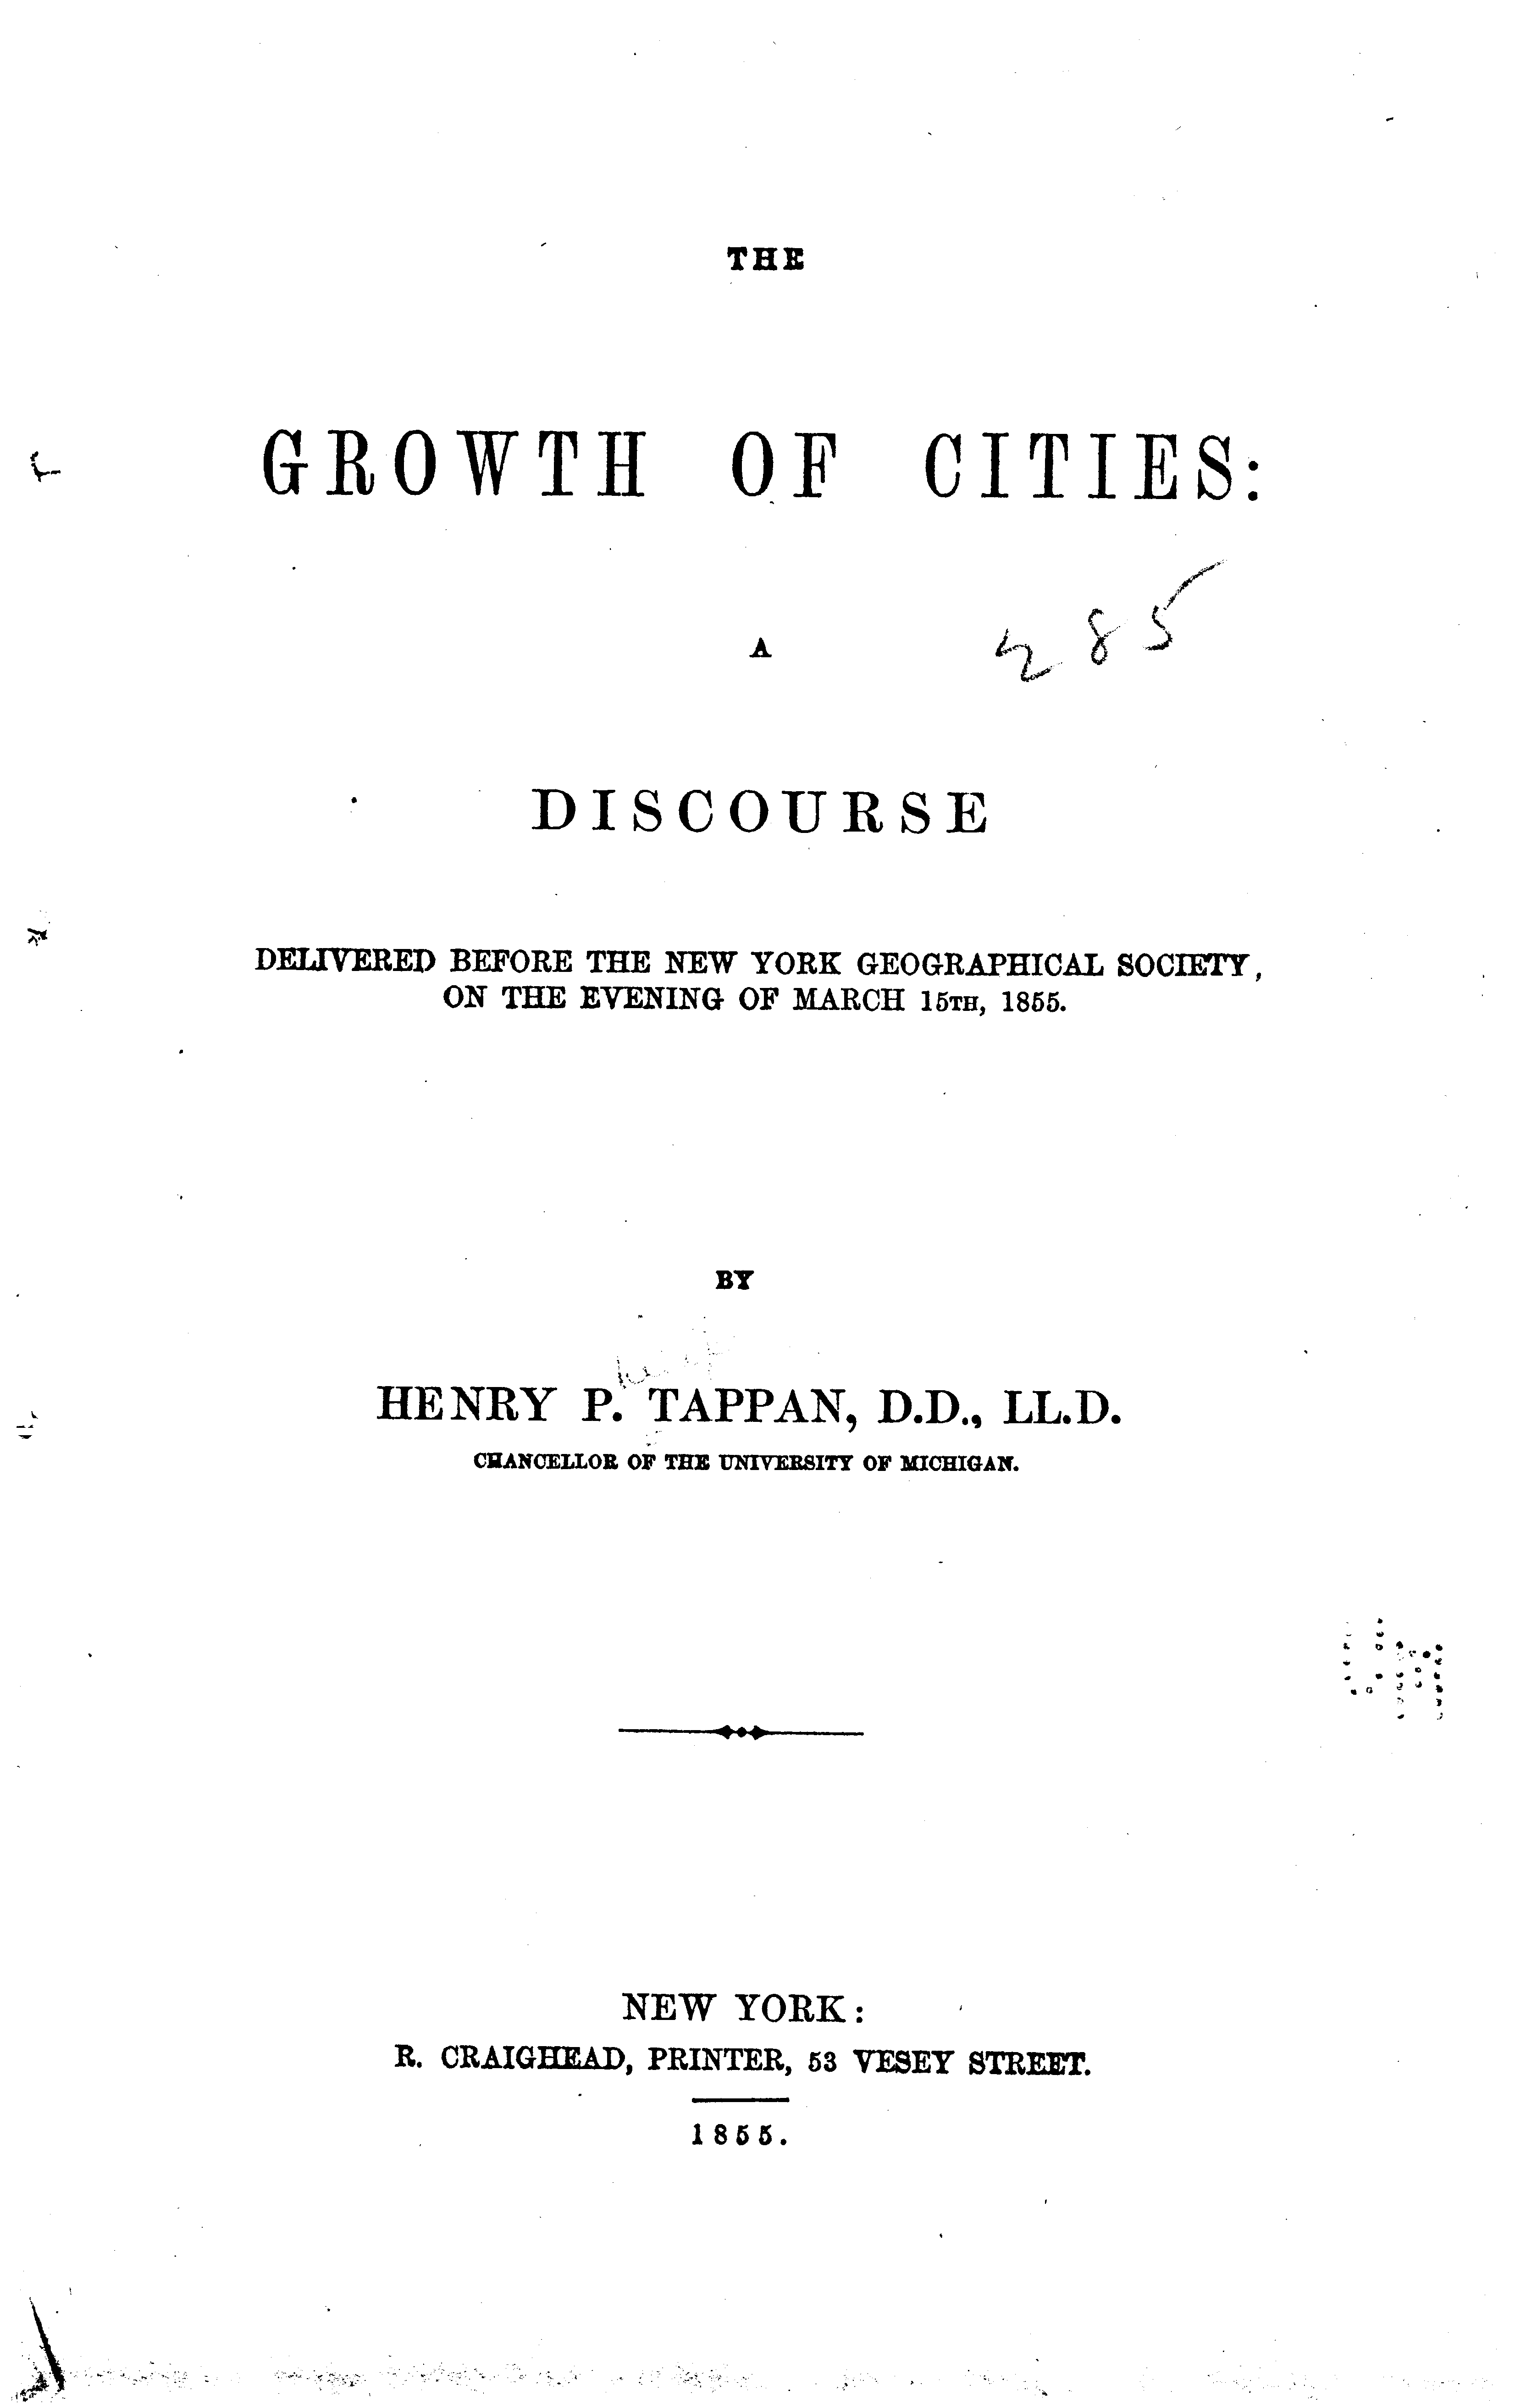 THE
GROWTH OF CITIES:
285
A
DISCOURSE
DELIVERED BEFORE THE NEW YORK GEOGRAPHICAL SOCIETY,
ON THE EVENING OF MARCH 15TH, 1855.
BY
HENRY P. TAPPAN, D.D., LL.D.
CHANCELLOR OF THE UNIVERSITY OF MICHIGAN.
NEW YORK:
R. CRAIGHEAD, PRINTER, 53 VESEY STREET.
1855.